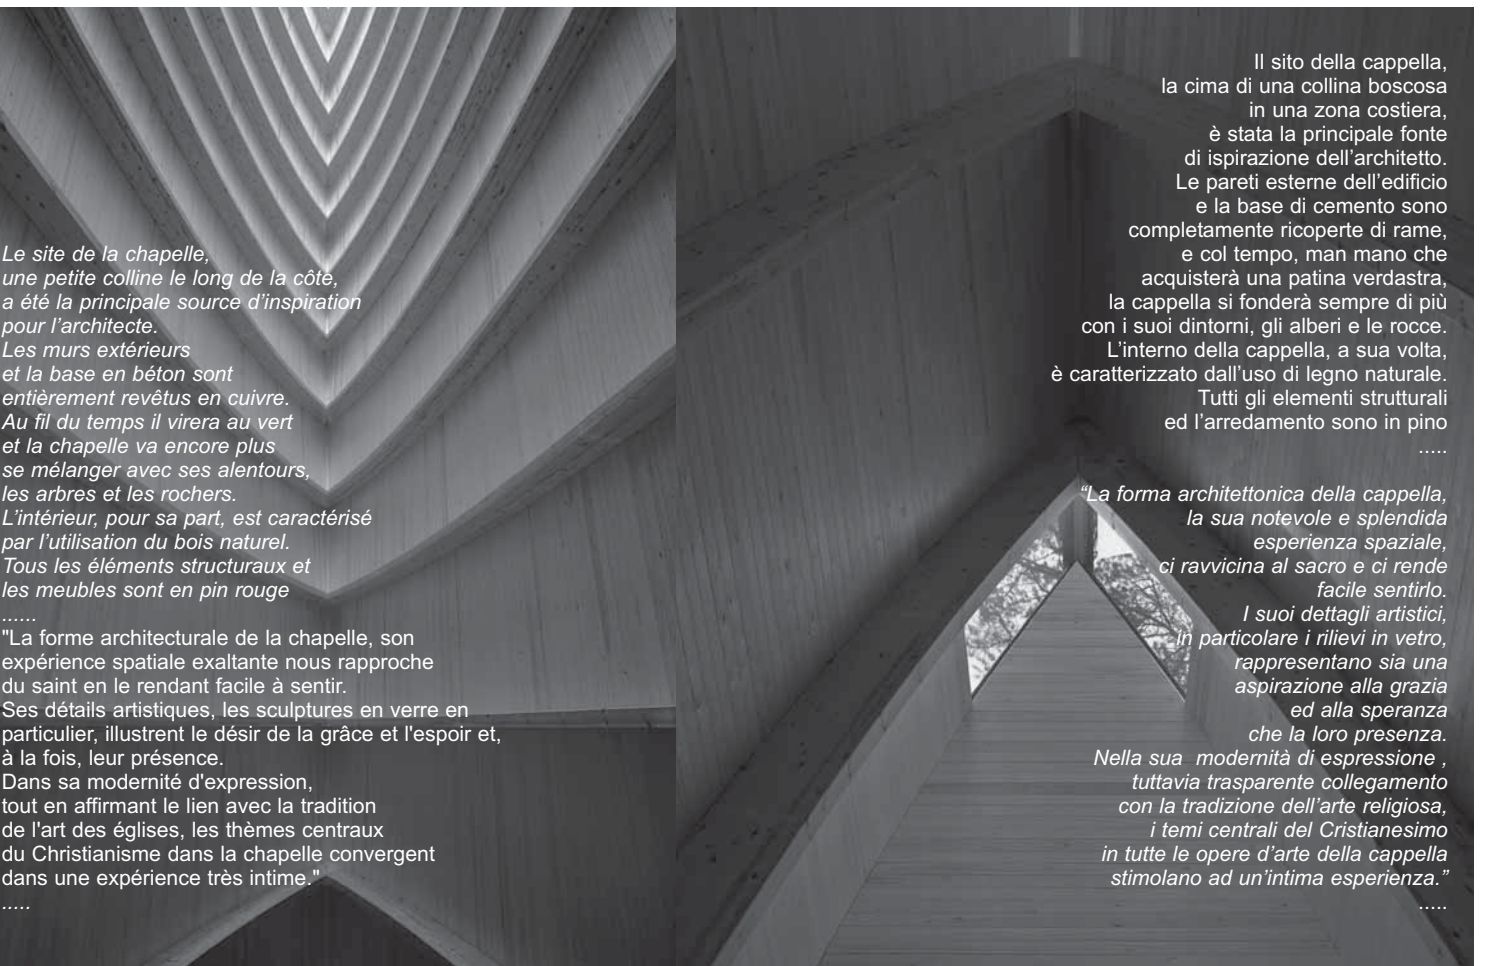 Le site de la chapelle,
une petite colline le long de la côte,
a été la principale source d’inspiration
pour l’architecte.
Les murs extérieurs
et la base en béton sont
entièrement revêtus en cuivre.
Au fil du temps il virera au vert
et la chapelle va encore plus
se mélanger avec ses alentours,
les arbres et les rochers.
L’intérieur, pour sa part, est caractérisé
par l’utilisation du bois naturel.
Tous les éléments structuraux et
les meubles sont en pin rouge
......
"La forme architecturale de la chapelle, son
expérience spatiale exaltante nous rapproche
du saint en le rendant facile à sentir.
Ses détails artistiques, les sculptures en verre en
particulier, illustrent le désir de la grâce et l'espoir et,
à la fois, leur présence.
Dans sa modernité d'expression,
tout en affirmant le lien avec la tradition
de l'art des églises, les thèmes centraux
du Christianisme dans la chapelle convergent
dans une expérience très intime."
.....
Il sito della cappella,
la cima di una collina boscosa
in una zona costiera,
è stata la principale fonte
di ispirazione dell’architetto.
Le pareti esterne dell’edificio
e la base di cemento sono
completamente ricoperte di rame,
e col tempo, man mano che
acquisterà una patina verdastra,
la cappella si fonderà sempre di più
con i suoi dintorni, gli alberi e le rocce.
L’interno della cappella, a sua volta,
è caratterizzato dall’uso di legno naturale.
Tutti gli elementi strutturali
ed l’arredamento sono in pino
.....
“La forma architettonica della cappella,
la sua notevole e splendida
esperienza spaziale,
ci ravvicina al sacro e ci rende
facile sentirlo.
I suoi dettagli artistici,
in particolare i rilievi in vetro,
rappresentano sia una
aspirazione alla grazia
ed alla speranza
che la loro presenza.
Nella sua  modernità di espressione ,
tuttavia trasparente collegamento
con la tradizione dell’arte religiosa,
i temi centrali del Cristianesimo
in tutte le opere d’arte della cappella
stimolano ad un’intima esperienza.”
.....